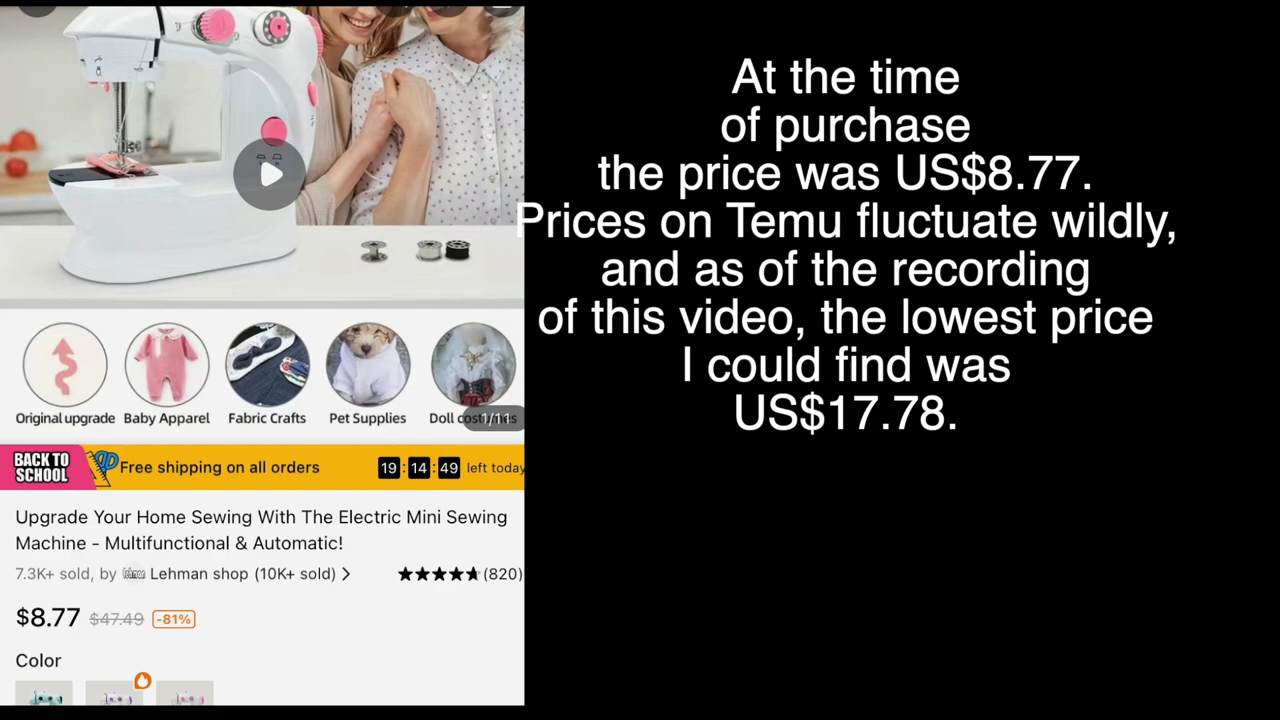 Original upgrade
Baby Apparel
Fabric Crafts
Pet Supplies
Doll
1/11
BACK TO
SCHOOL
Free shipping on all orders
19:14:49 left today
Upgrade Your Home Sewing With The Electric Mini Sewing
Machine - Multifunctional & Automatic!
7.3K+ sold, by Lehman shop (10K+ sold) >
(820)
$8.77 $47.49 -81%
Color
At the time
of purchase
the price was US$8.77.
Prices on Temu fluctuate wildly,
and as of the recording
of this video, the lowest price
I could find was
US$17.78.